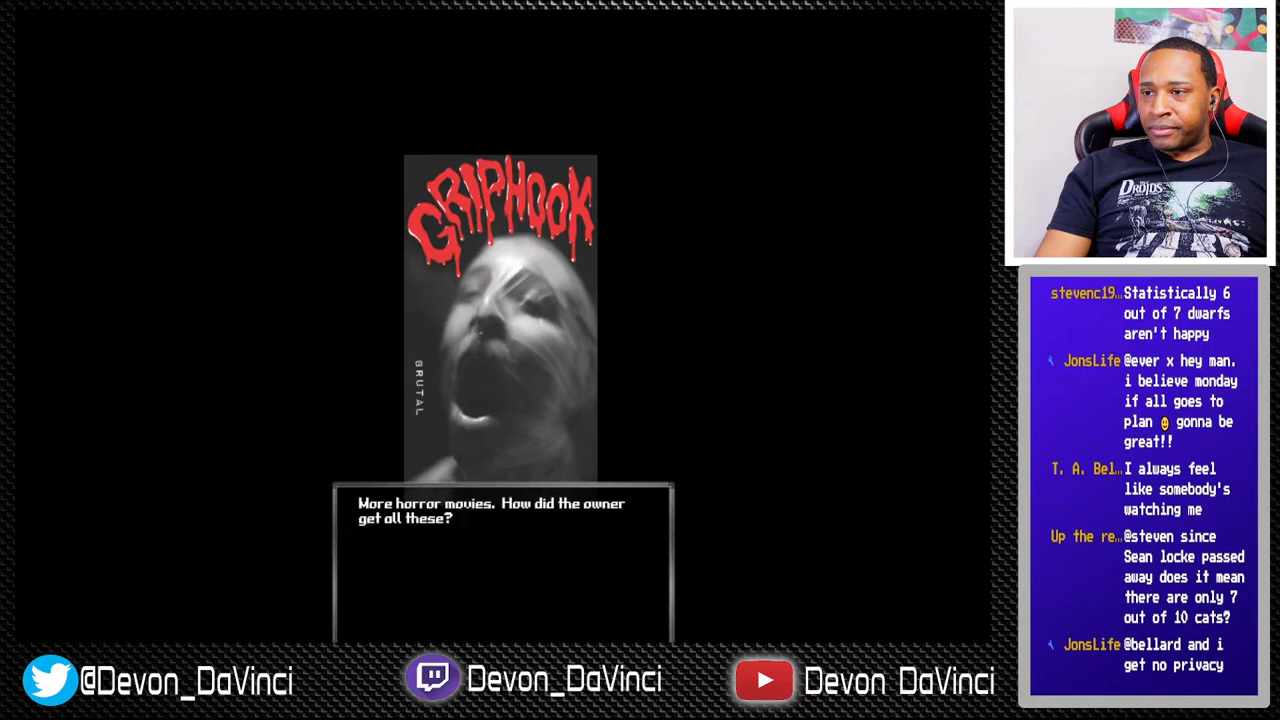 GRIPHOOK
BRUTAL
More horror movies. How did the owner
get all these?
DROIDS
stevenc19… Statistically 6
out of 7 dwarfs
aren't happy
JonsLife @ever x hey man.
i believe monday
if all goes to
plan 🙂 gonna be
great!!
T. A. Bel… I always feel
like somebody's
watching me
Up the re… @steven since
Sean locke passed
away does it mean
there are only 7
out of 10 cats?
JonsLife @bellard and i
get no privacy
@Devon_DaVinci
Devon_DaVinci
Devon DaVinci